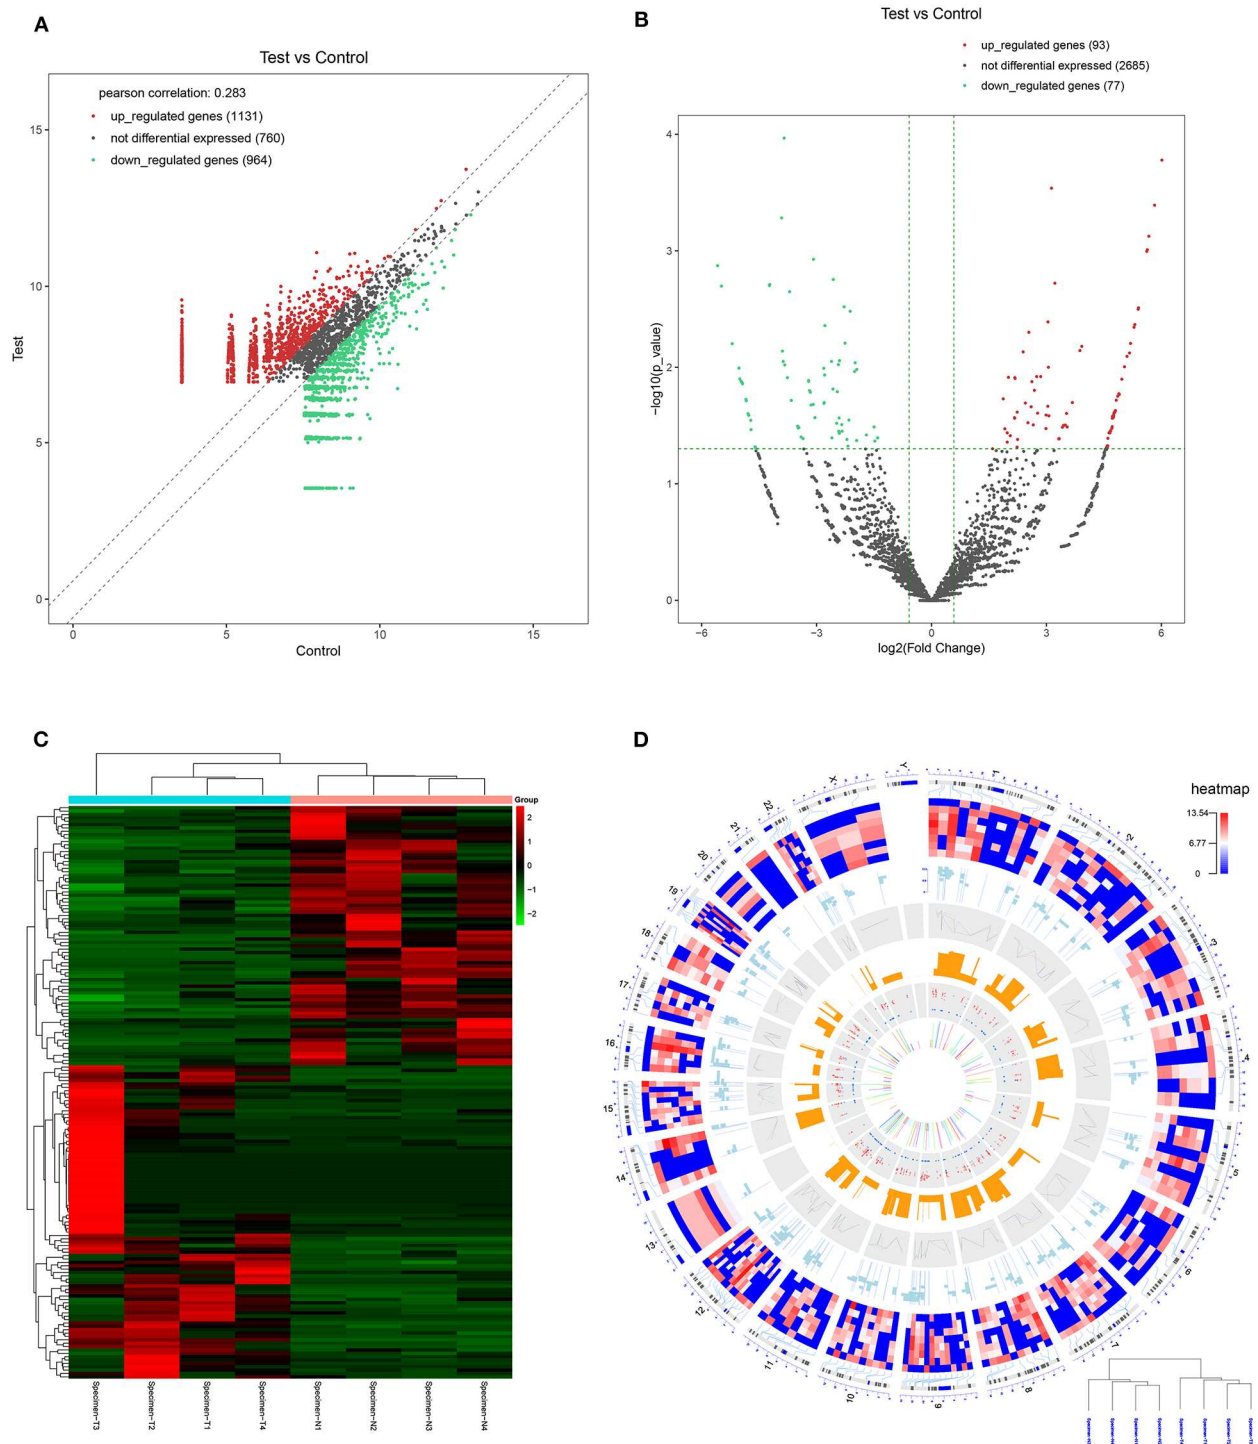 A
Test vs Control
pearson correlation: 0.283
up_regulated genes (1131)
not differential expressed (760)
down_regulated genes (964)
15
10
5
0
Test
0 5 10 15
Control
B
Test vs Control
up_regulated genes (93)
not differential expressed (2685)
down_regulated genes (77)
4
3
2
1
0
−log10(p_value)
−6 −3 0 3 6
log2(Fold Change)
C
Group
2
1
0
−1
−2
Specimen−T3
Specimen−T2
Specimen−T1
Specimen−T4
Specimen−N1
Specimen−N2
Specimen−N3
Specimen−N4
D
heatmap
13.54
6.77
0
1
2
3
4
5
6
7
8
9
10
11
12
13
14
15
16
17
18
19
20
21
22
X
Y